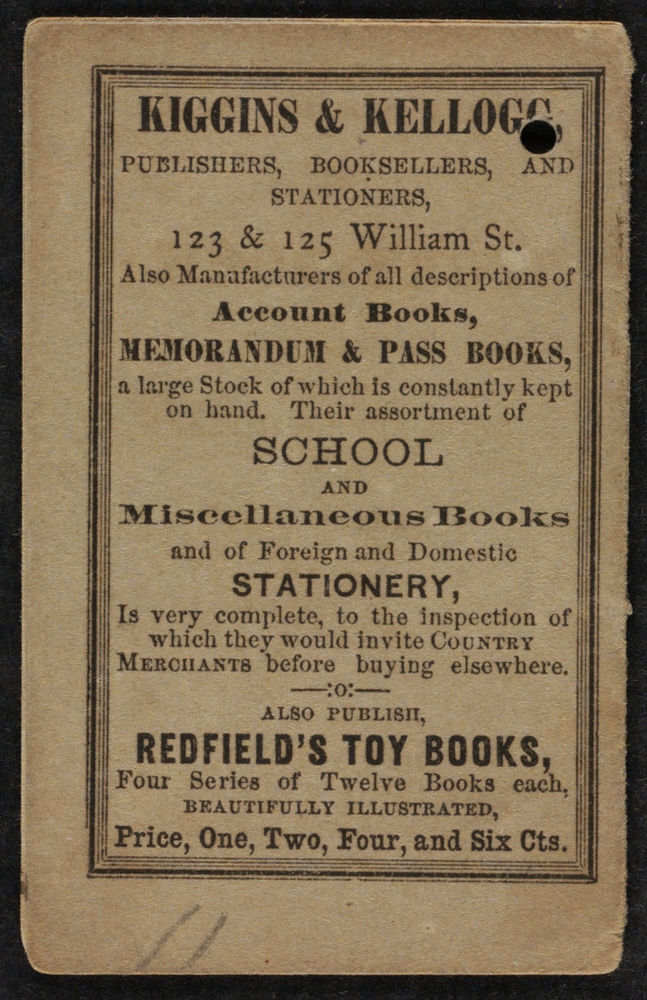 KIGGINS & KELLOGG,
PUBLISHERS, BOOKSELLERS, AND
STATIONERS,
123 & 125 William St.
Also Manufacturers of all descriptions of
Account Books,
MEMORANDUM & PASS BOOKS,
a large Stock of which is constantly kept
on hand. Their assortment of
SCHOOL
AND
Miscellaneous Books
and of Foreign and Domestic
STATIONERY,
Is very complete, to the inspection of
which they would invite COUNTRY
MERCHANTS before buying elsewhere.
—:o:—
ALSO PUBLISH,
REDFIELD'S TOY BOOKS,
Four Series of Twelve Books each,
BEAUTIFULLY ILLUSTRATED,
Price, One, Two, Four, and Six Cts.
11